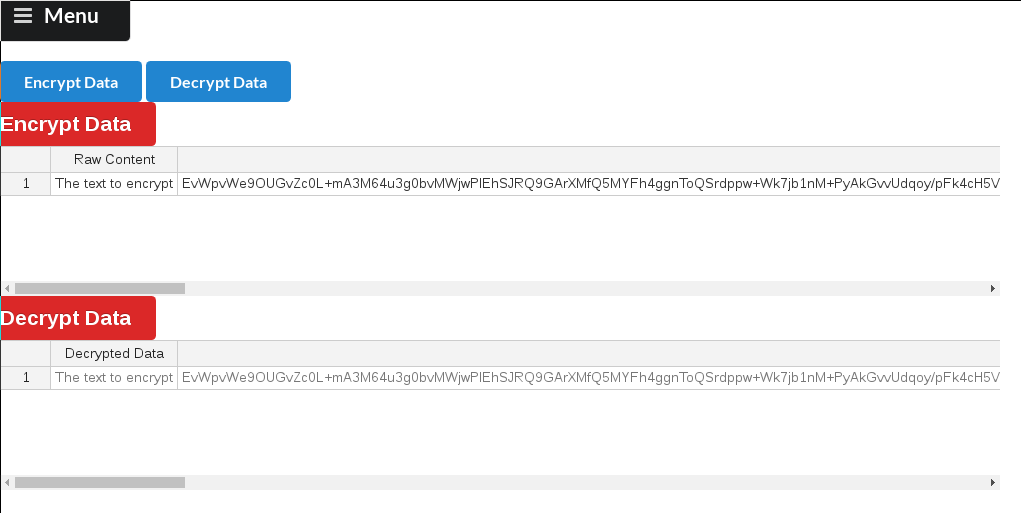 Menu
Encrypt Data Decrypt Data
Encrypt Data
Raw Content
1 The text to encrypt EvWpvWe9OUGvZc0L+mA3M64u3g0bvMWjwPlEhSJRQ9GArXMfQ5MYFh4ggnToQSrdppw+Wk7jb1nM+PyAkGvvUdqoy/pFk4cH5V
Decrypt Data
Decrypted Data
1 The text to encrypt EvWpvWe9OUGvZc0L+mA3M64u3g0bvMWjwPlEhSJRQ9GArXMfQ5MYFh4ggnToQSrdppw+Wk7jb1nM+PyAkGvvUdqoy/pFk4cH5V